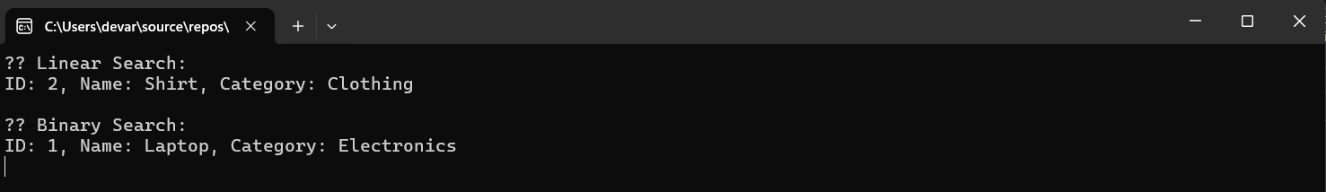 C:\Users\devar\source\repos\
?? Linear Search:
ID: 2, Name: Shirt, Category: Clothing
?? Binary Search:
ID: 1, Name: Laptop, Category: Electronics